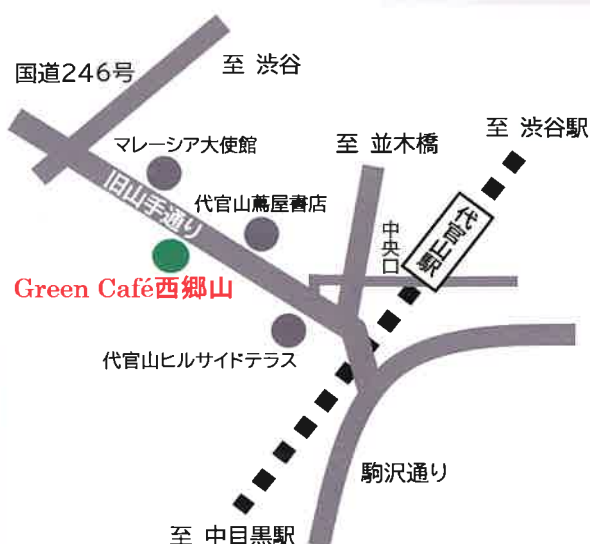 国道246号
至 渋谷
マレーシア大使館
至 並木橋
至 渋谷駅
旧山手通り
代官山蔦屋書店
中央口
代官山駅
Green Café西郷山
代官山ヒルサイドテラス
駒沢通り
至 中目黒駅